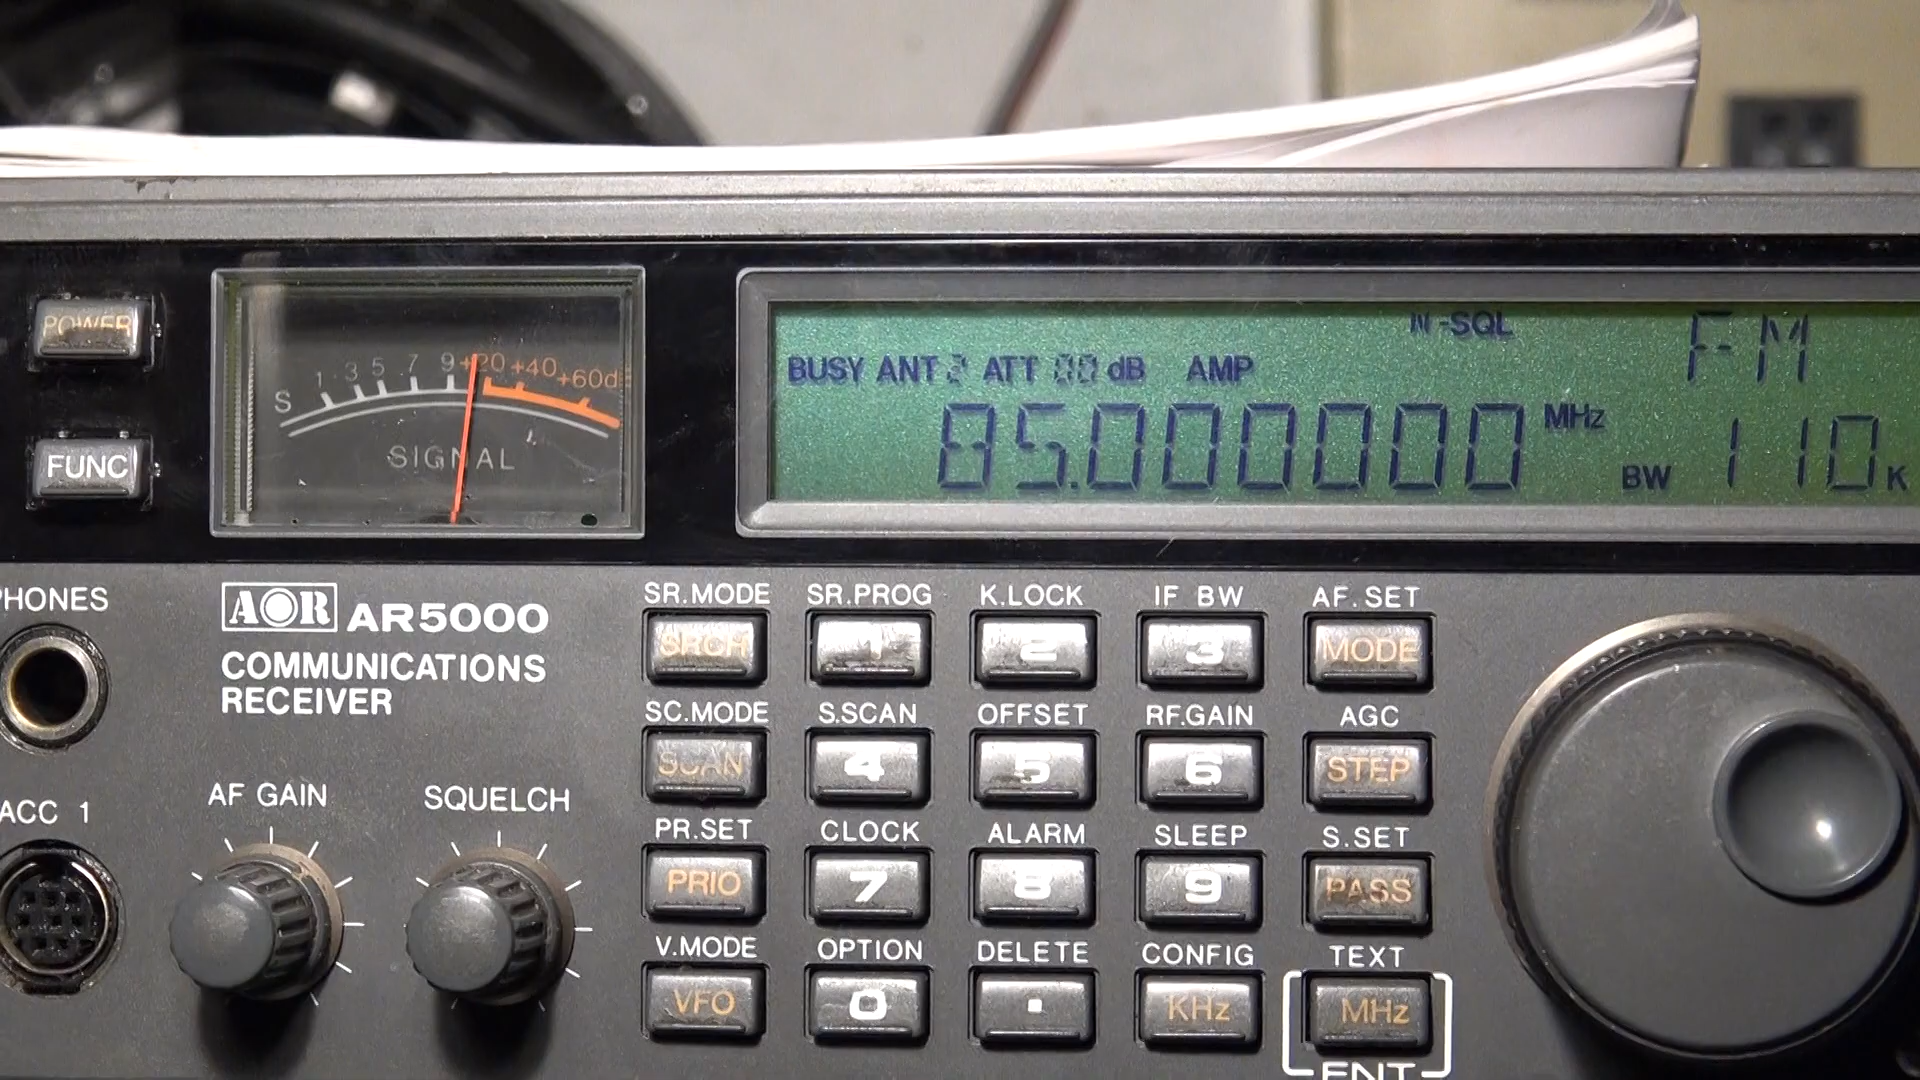 POWER
FUNC
1 3 5 7 9 +20 +40 +60d
S
SIGNAL
N-SQL FM
BUSY ANT 2 ATT 00 dB AMP
85.000000 MHz BW 110 K
PHONES
AOR AR5000
COMMUNICATIONS
RECEIVER
ACC 1
AF GAIN SQUELCH
SR.MODE SR.PROG K.LOCK IF BW AF.SET
SRCH 1 2 3 MODE
SC.MODE S.SCAN OFFSET RF.GAIN AGC
SCAN 4 5 6 STEP
PR.SET CLOCK ALARM SLEEP S.SET
PRIO 7 8 9 PASS
V.MODE OPTION DELETE CONFIG TEXT
VFO 0 . KHz MHz
ENT